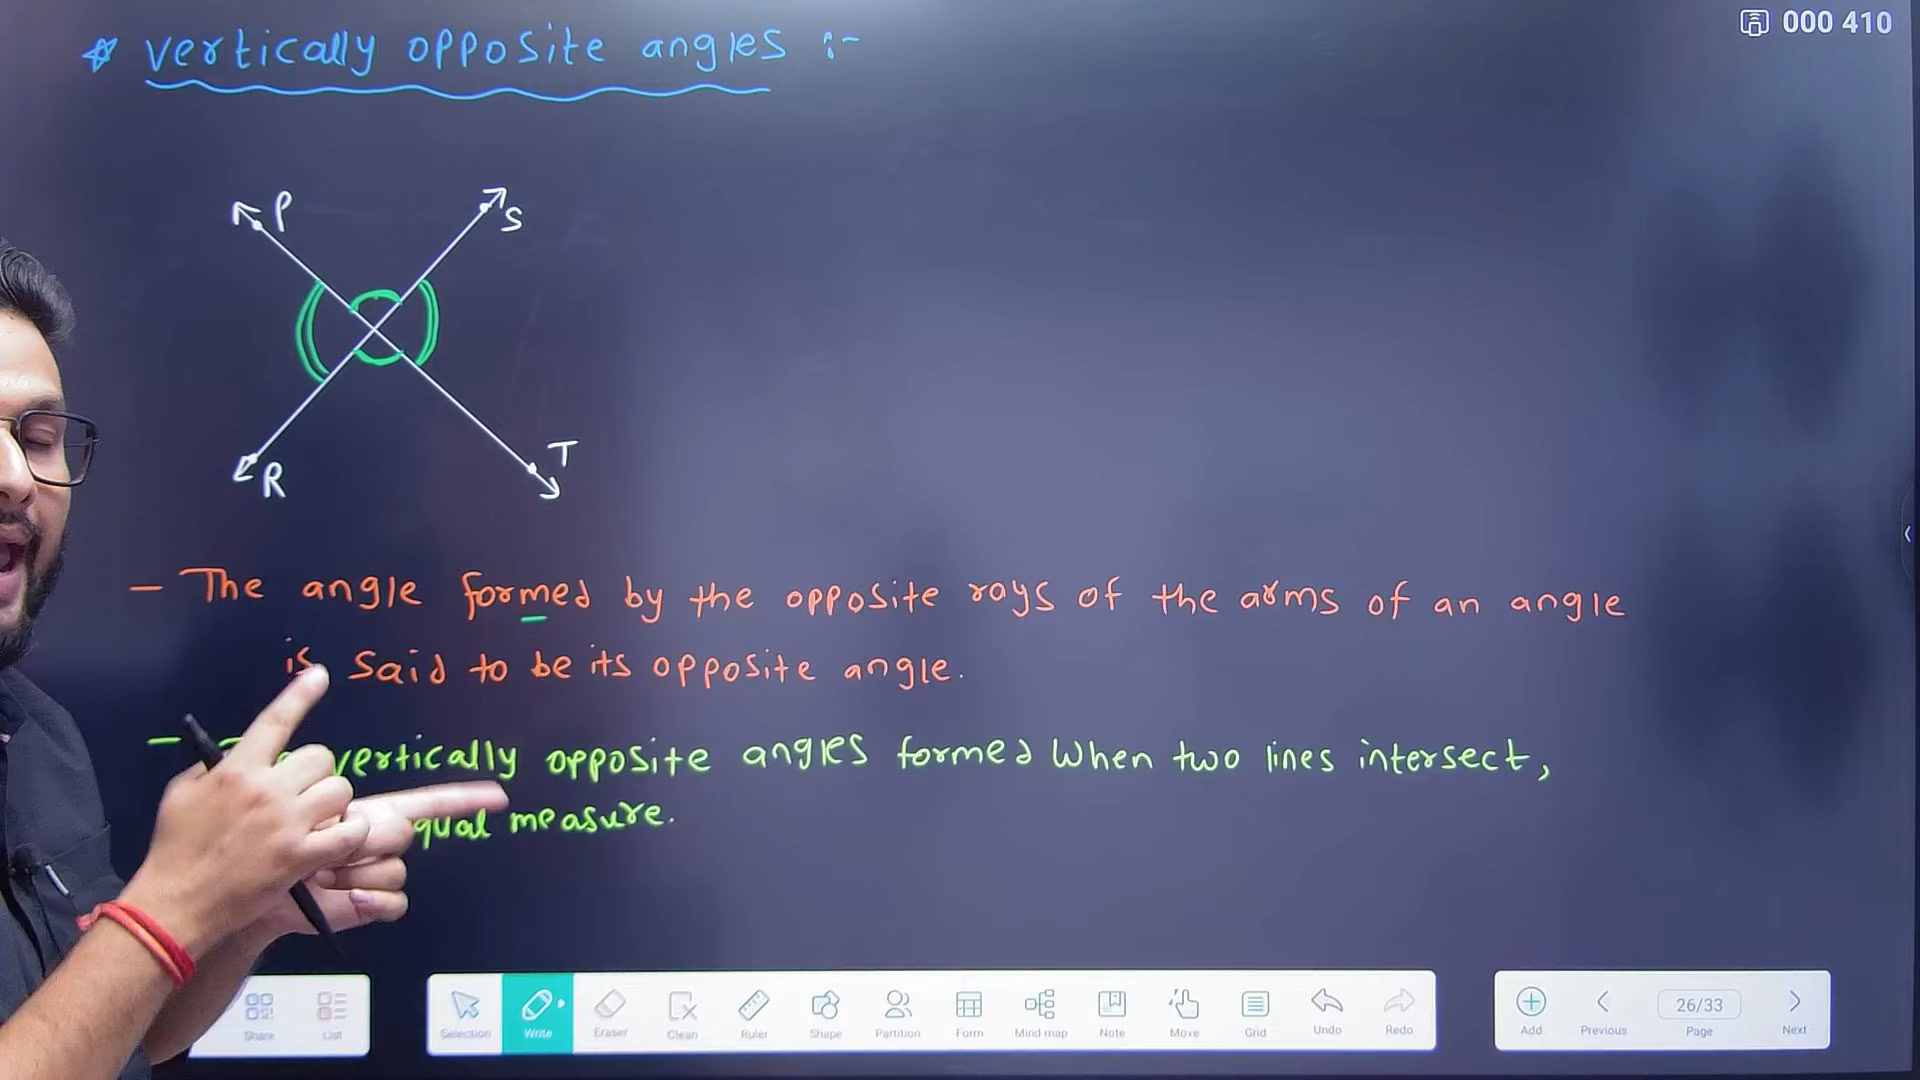 ☆ vertically opposite angles :-
000 410
P
S
R
T
- The angle formed by the opposite rays of the arms of an angle
is said to be its opposite angle.
- vertically opposite angles formed when two lines intersect,
equal measure.
Share
List
Selection
Write
Eraser
Clean
Ruler
Shape
Partition
Form
Mind map
Note
Move
Grid
Undo
Redo
Add
Previous
26/33
Page
Next